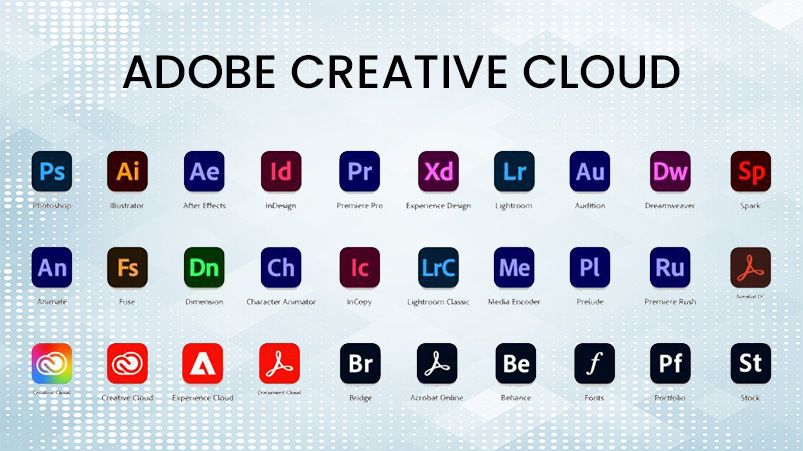 ADOBE CREATIVE CLOUD
Ps Ai Ae Id Pr Xd Lr Au Dw Sp
Photoshop Illustrator After Effects InDesign Premiere Pro Experience Design Lightroom Audition Dreamweaver Spark
An Fs Dn Ch Ic LrC Me Pl Ru
Animate Fuse Dimension Character Animator InCopy Lightroom Classic Media Encoder Prelude Premiere Rush Acrobat DC
Br Be f Pf St
Creative Cloud Creative Cloud Experience Cloud Document Cloud Bridge Acrobat Online Behance Fonts Portfolio Stock